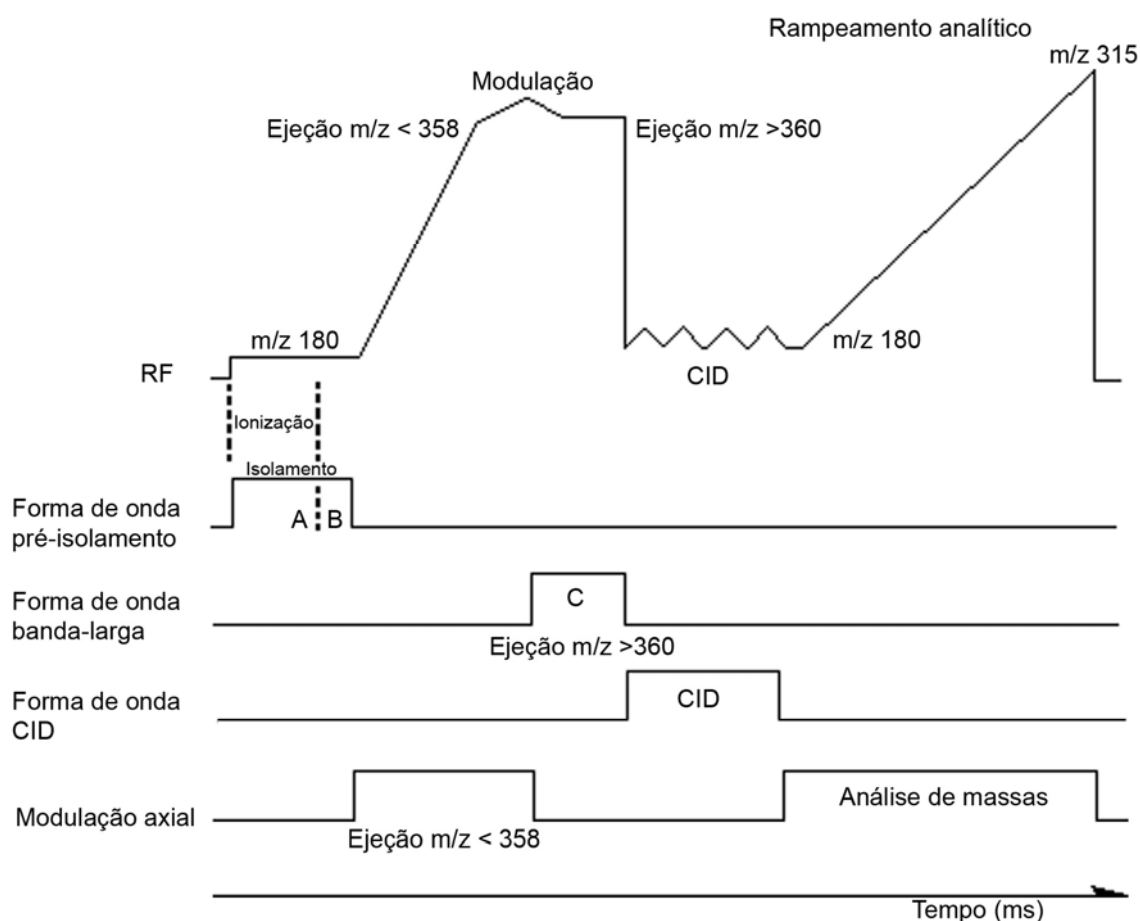 Rampeamento analítico
m/z 315
Modulação
Ejeção m/z < 358
Ejeção m/z >360
m/z 180
m/z 180
RF
CID
Ionização
Isolamento
Forma de onda
pré-isolamento
A
B
Forma de onda
banda-larga
C
Ejeção m/z >360
Forma de onda
CID
CID
Modulação axial
Análise de massas
Ejeção m/z < 358
Tempo (ms)